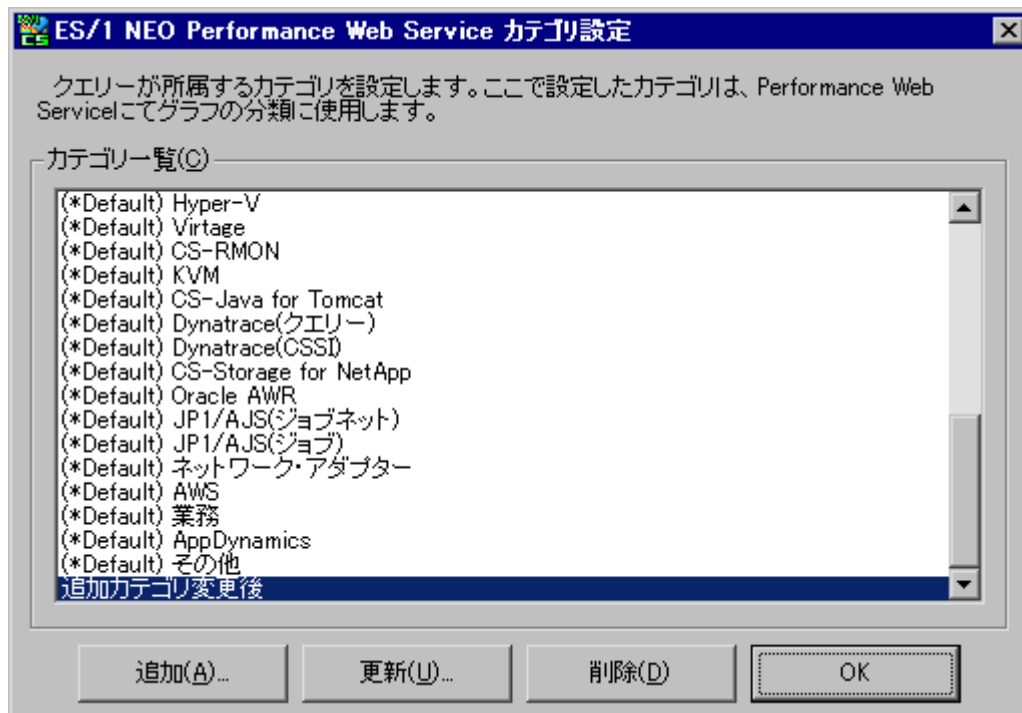 ES/1 NEO Performance Web Service カテゴリ設定
クエリーが所属するカテゴリを設定します。ここで設定したカテゴリは、Performance Web
Serviceにてグラフの分類に使用します。
カテゴリ一覧(C)
(*Default) Hyper-V
(*Default) Virtage
(*Default) CS-RMON
(*Default) KVM
(*Default) CS-Java for Tomcat
(*Default) Dynatrace(クエリー)
(*Default) Dynatrace(CSSI)
(*Default) CS-Storage for NetApp
(*Default) Oracle AWR
(*Default) JP1/AJS(ジョブネット)
(*Default) JP1/AJS(ジョブ)
(*Default) ネットワーク・アダプター
(*Default) AWS
(*Default) 業務
(*Default) AppDynamics
(*Default) その他
追加カテゴリ変更後
追加(A)... 更新(U)... 削除(D) OK